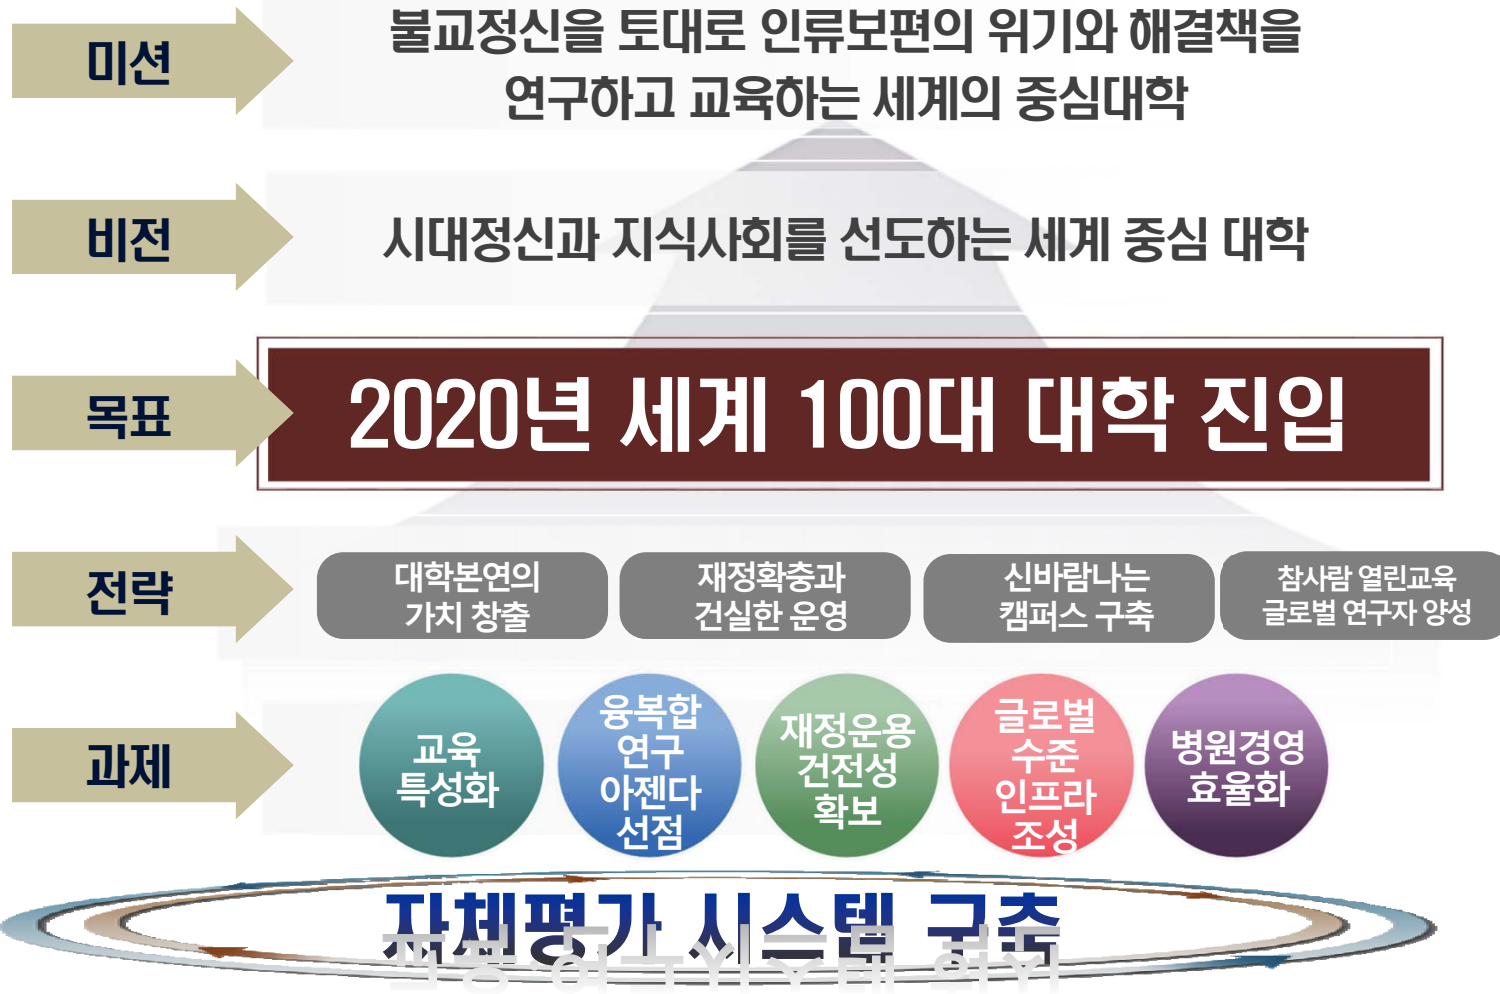 미션
불교정신을 토대로 인류보편의 위기와 해결책을
연구하고 교육하는 세계의 중심대학
비전
시대정신과 지식사회를 선도하는 세계 중심 대학
목표
2020년 세계 100대 대학 진입
전략
대학본연의
가치 창출
재정확충과
건실한 운영
신바람나는
캠퍼스 구축
참사람 열린교육
글로벌 연구자 양성
과제
교육
특성화
융복합
연구
아젠다
선점
재정운용
건전성
확보
글로벌
수준
인프라
조성
병원경영
효율화
자체평가 시스템 구축